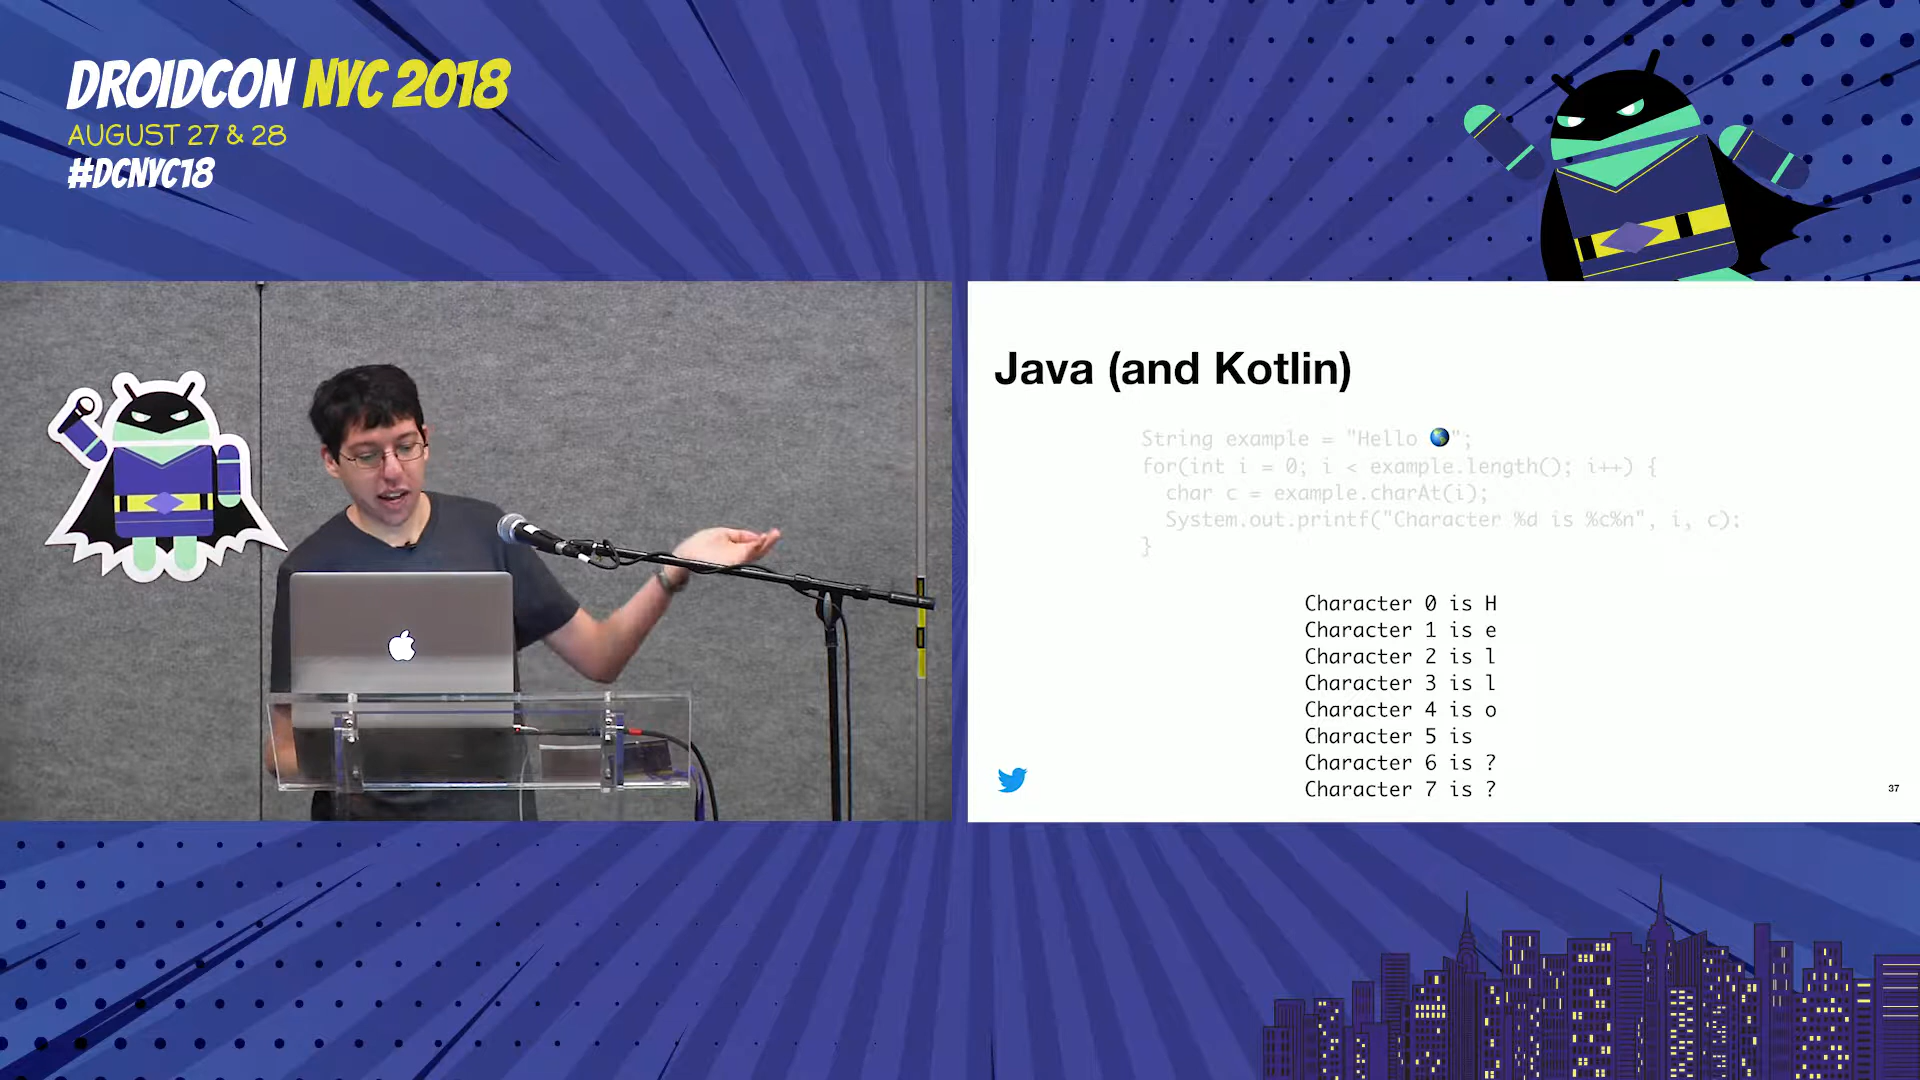 DROIDCON NYC 2018
AUGUST 27 & 28
#DCNYC18
Java (and Kotlin)
String example = "Hello 🌎";
for(int i = 0; i < example.length(); i++) {
  char c = example.charAt(i);
  System.out.printf("Character %d is %c%n", i, c);
}
Character 0 is H
Character 1 is e
Character 2 is l
Character 3 is l
Character 4 is o
Character 5 is
Character 6 is ?
Character 7 is ?
37